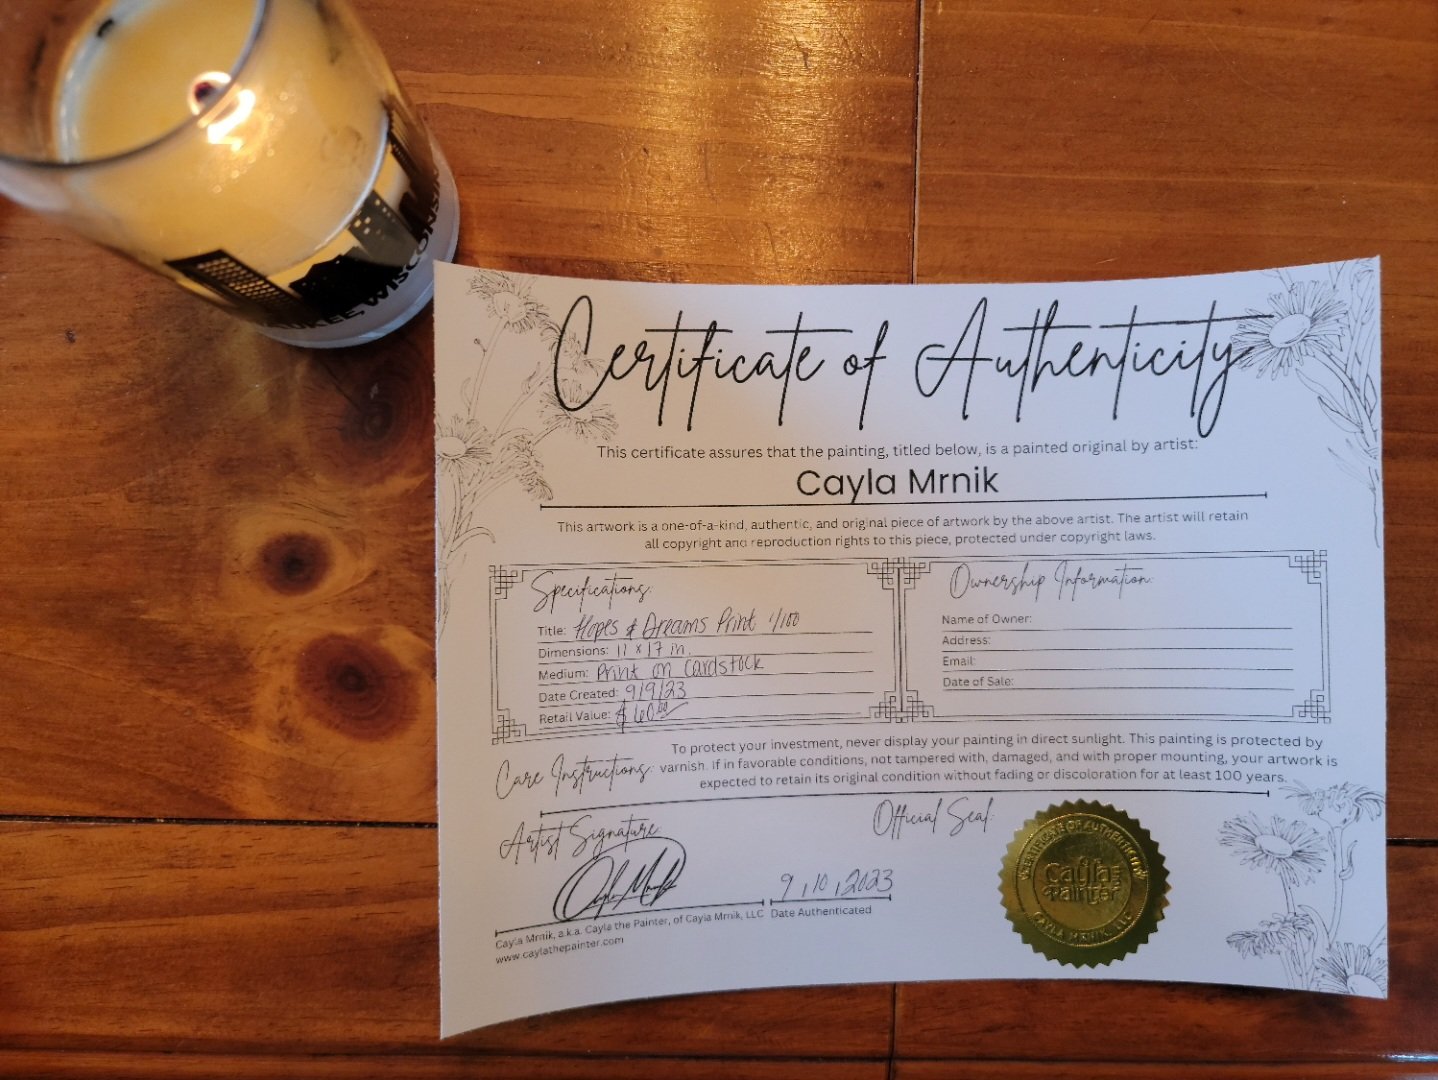 WISCONSIN
Certificate of Authenticity
This certificate assures that the painting, titled below, is a painted original by artist:
Cayla Mrnik
This artwork is a one-of-a-kind, authentic, and original piece of artwork by the above artist. The artist will retain
all copyright and reproduction rights to this piece, protected under copyright laws.
Specifications:
Title: Hopes & Dreams Print 1/100
Dimensions: 11 x 17 in.
Medium: Print on Cardstock
Date Created: 9/9/23
Retail Value: $60.00
Ownership Information:
Name of Owner:
Address:
Email:
Date of Sale:
Care Instructions:
To protect your investment, never display your painting in direct sunlight. This painting is protected by
varnish. If in favorable conditions, not tampered with, damaged, and with proper mounting, your artwork is
expected to retain its original condition without fading or discoloration for at least 100 years.
Artist Signature
9/10/2023
Cayla Mrnik, a.k.a. Cayla the Painter, of Cayla Mrnik, LLC
Date Authenticated
www.caylathepainter.com
Official Seal:
CERTIFICATE OF AUTHENTICITY
Cayla the
Painter
CAYLA MRNIK, LLC